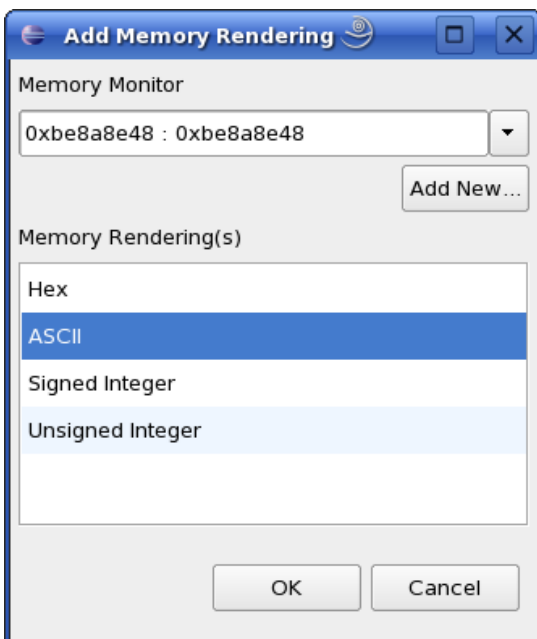 Add Memory Rendering
Memory Monitor
0xbe8a8e48 : 0xbe8a8e48
Add New...
Memory Rendering(s)
Hex
ASCII
Signed Integer
Unsigned Integer
OK Cancel